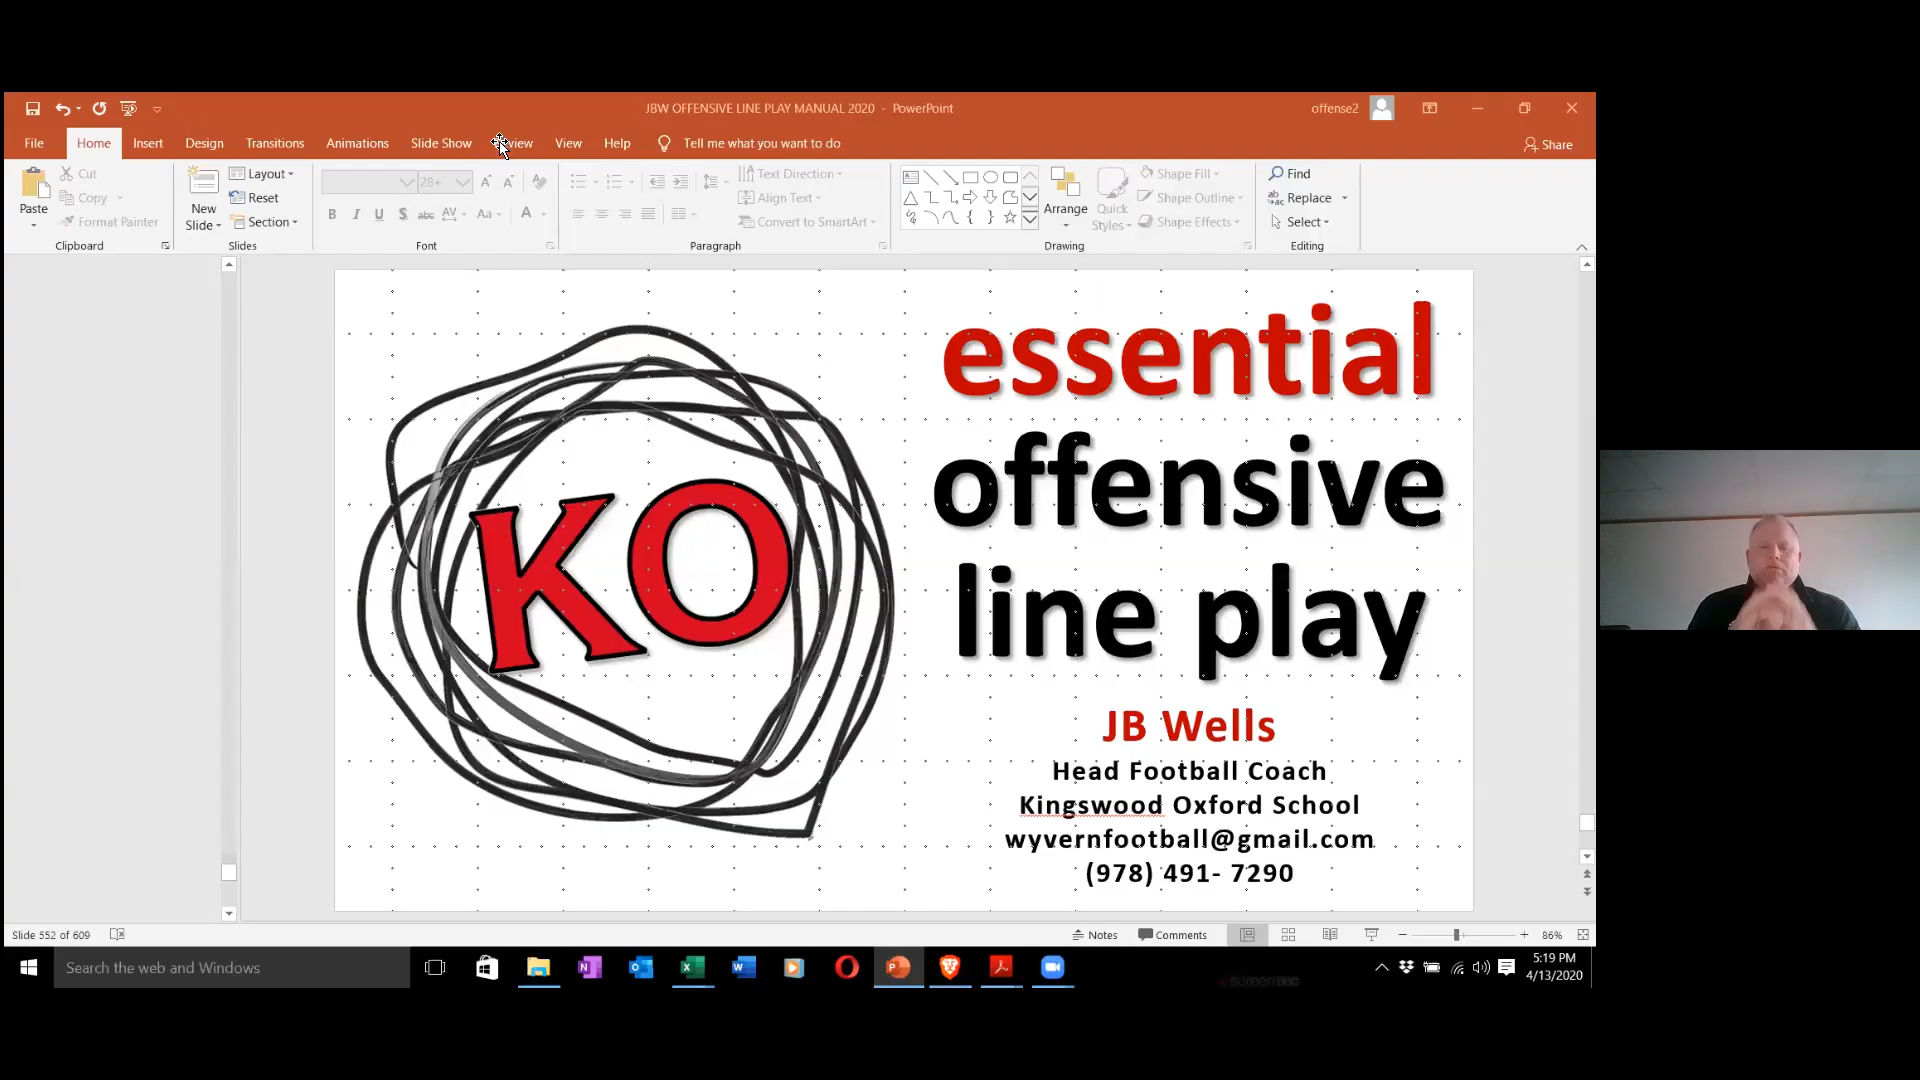 JBW OFFENSIVE LINE PLAY MANUAL 2020 - PowerPoint
offense2
File Home Insert Design Transitions Animations Slide Show View Help Tell me what you want to do
Share
Paste
Cut
Copy
Format Painter
Clipboard
New Slide
Layout
Reset
Section
Slides
28+
B I U S abc AV Aa A
Font
Text Direction
Align Text
Convert to SmartArt
Paragraph
Arrange
Quick Styles
Shape Fill
Shape Outline
Shape Effects
Drawing
Find
Replace
Select
Editing
KO
essential
offensive
line play
JB Wells
Head Football Coach
Kingswood Oxford School
wyvernfootball@gmail.com
(978) 491- 7290
Slide 552 of 609
Notes
Comments
86%
Search the web and Windows
5:19 PM
4/13/2020